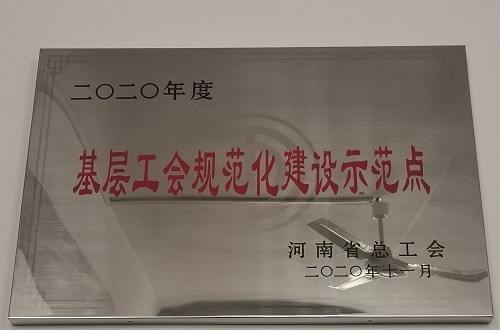 二〇二〇年度
基层工会规范化建设示范点
河南省总工会
二〇二〇年十一月